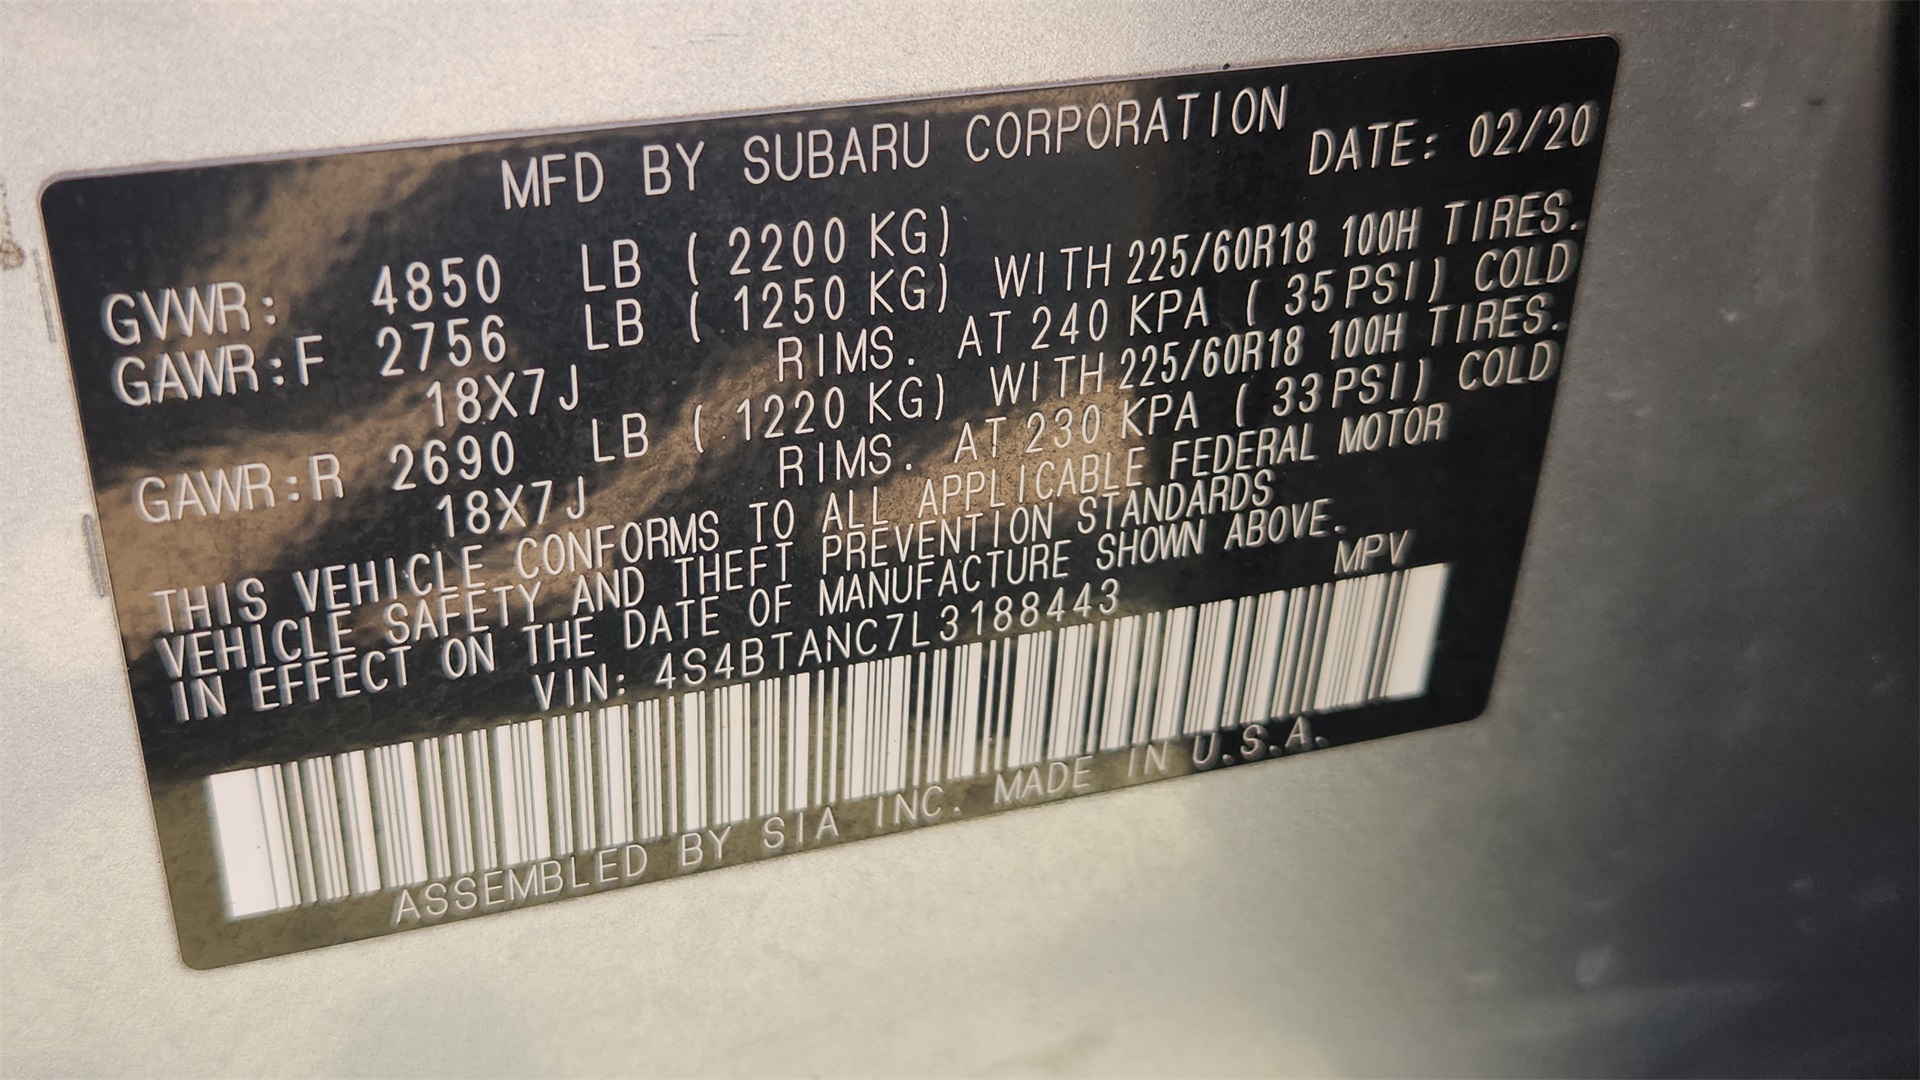 MFD BY SUBARU CORPORATION
DATE: 02/20
GVWR: 4850 LB ( 2200 KG)
GAWR:F 2756 LB ( 1250 KG) WITH 225/60R18 100H TIRES.
18X7J RIMS. AT 240 KPA ( 35PSI) COLD
GAWR:R 2690 LB ( 1220 KG) WITH 225/60R18 100H TIRES.
18X7J RIMS. AT 230 KPA ( 33PSI) COLD
THIS VEHICLE CONFORMS TO ALL APPLICABLE FEDERAL MOTOR
VEHICLE SAFETY AND THEFT PREVENTION STANDARDS
IN EFFECT ON THE DATE OF MANUFACTURE SHOWN ABOVE.
VIN: 4S4BTANC7L3188443 MPV
ASSEMBLED BY SIA INC. MADE IN U.S.A.